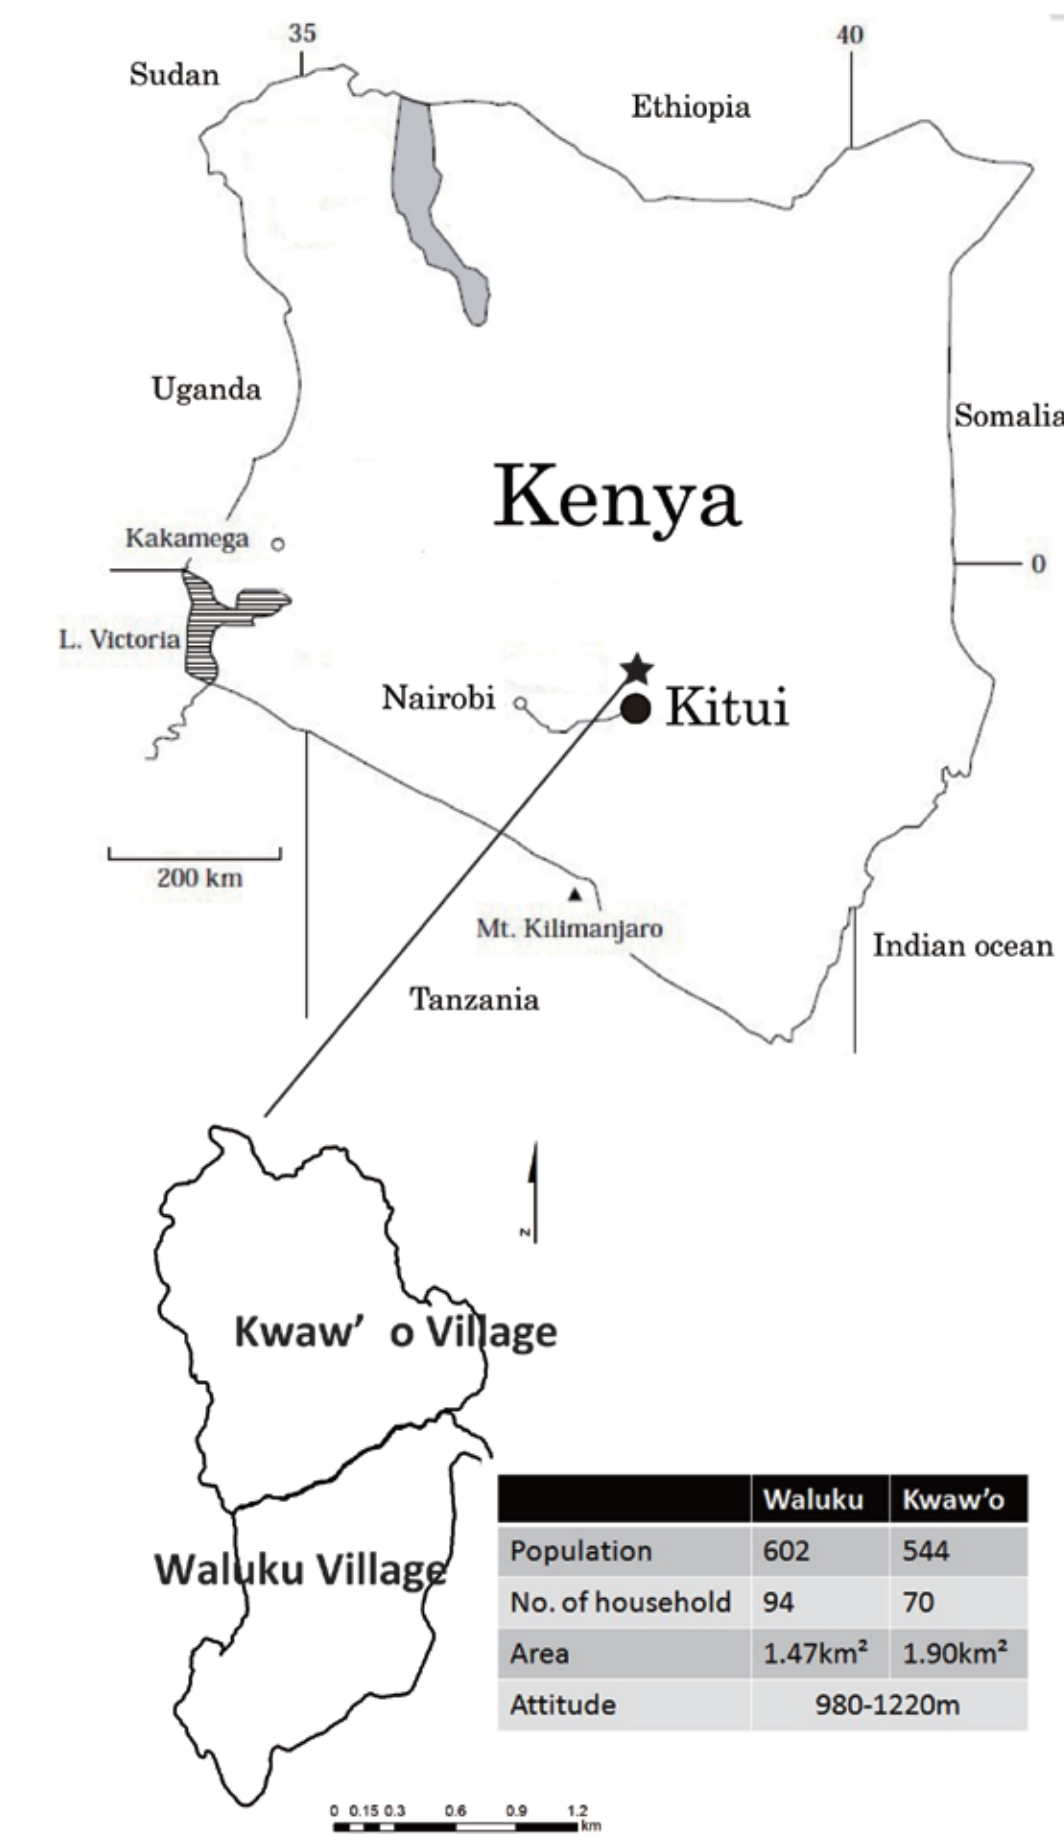 35
40
Sudan
Ethiopia
Uganda
Somalia
Kenya
Kakamega
0
L. Victoria
Nairobi
Kitui
200 km
Mt. Kilimanjaro
Indian ocean
Tanzania
N
Kwaw’ o Village
Waluku Village
Waluku Kwaw’o
Population 602 544
No. of household 94 70
Area 1.47km² 1.90km²
Attitude 980-1220m
0 0.15 0.3 0.6 0.9 1.2
km